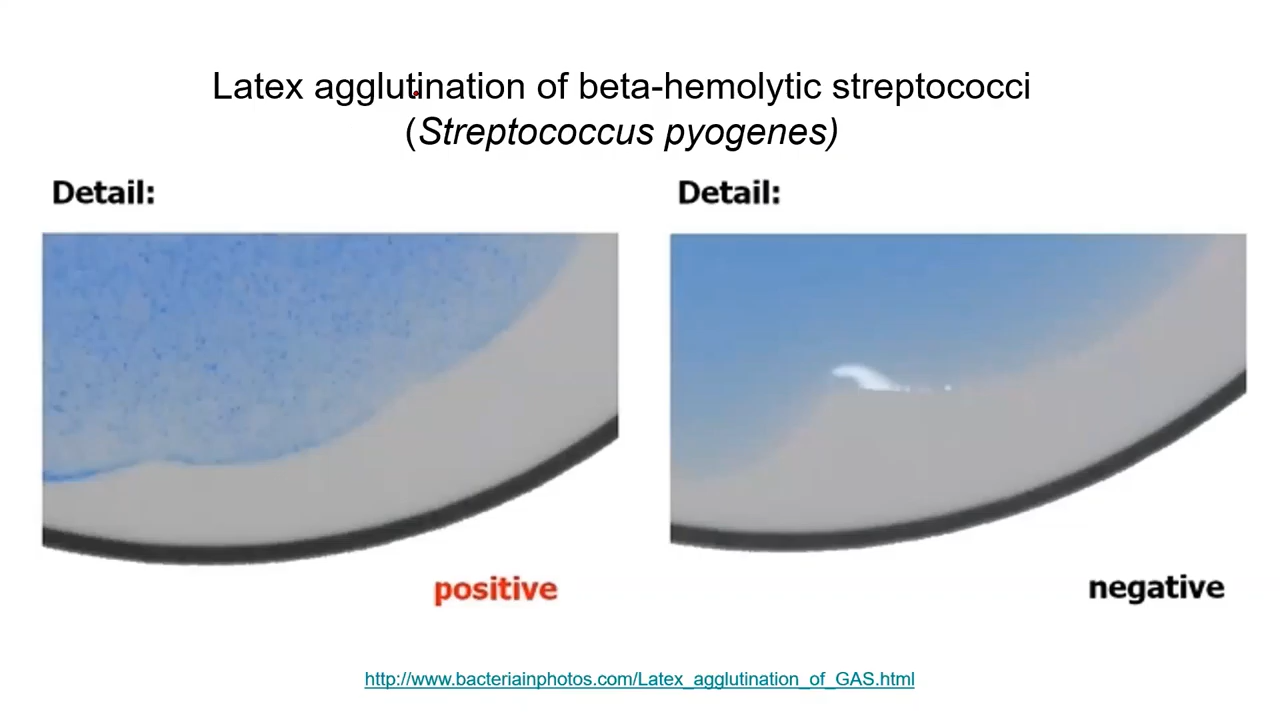 Latex agglutination of beta-hemolytic streptococci
(Streptococcus pyogenes)
Detail:
Detail:
positive
negative
http://www.bacteriainphotos.com/Latex_agglutination_of_GAS.html